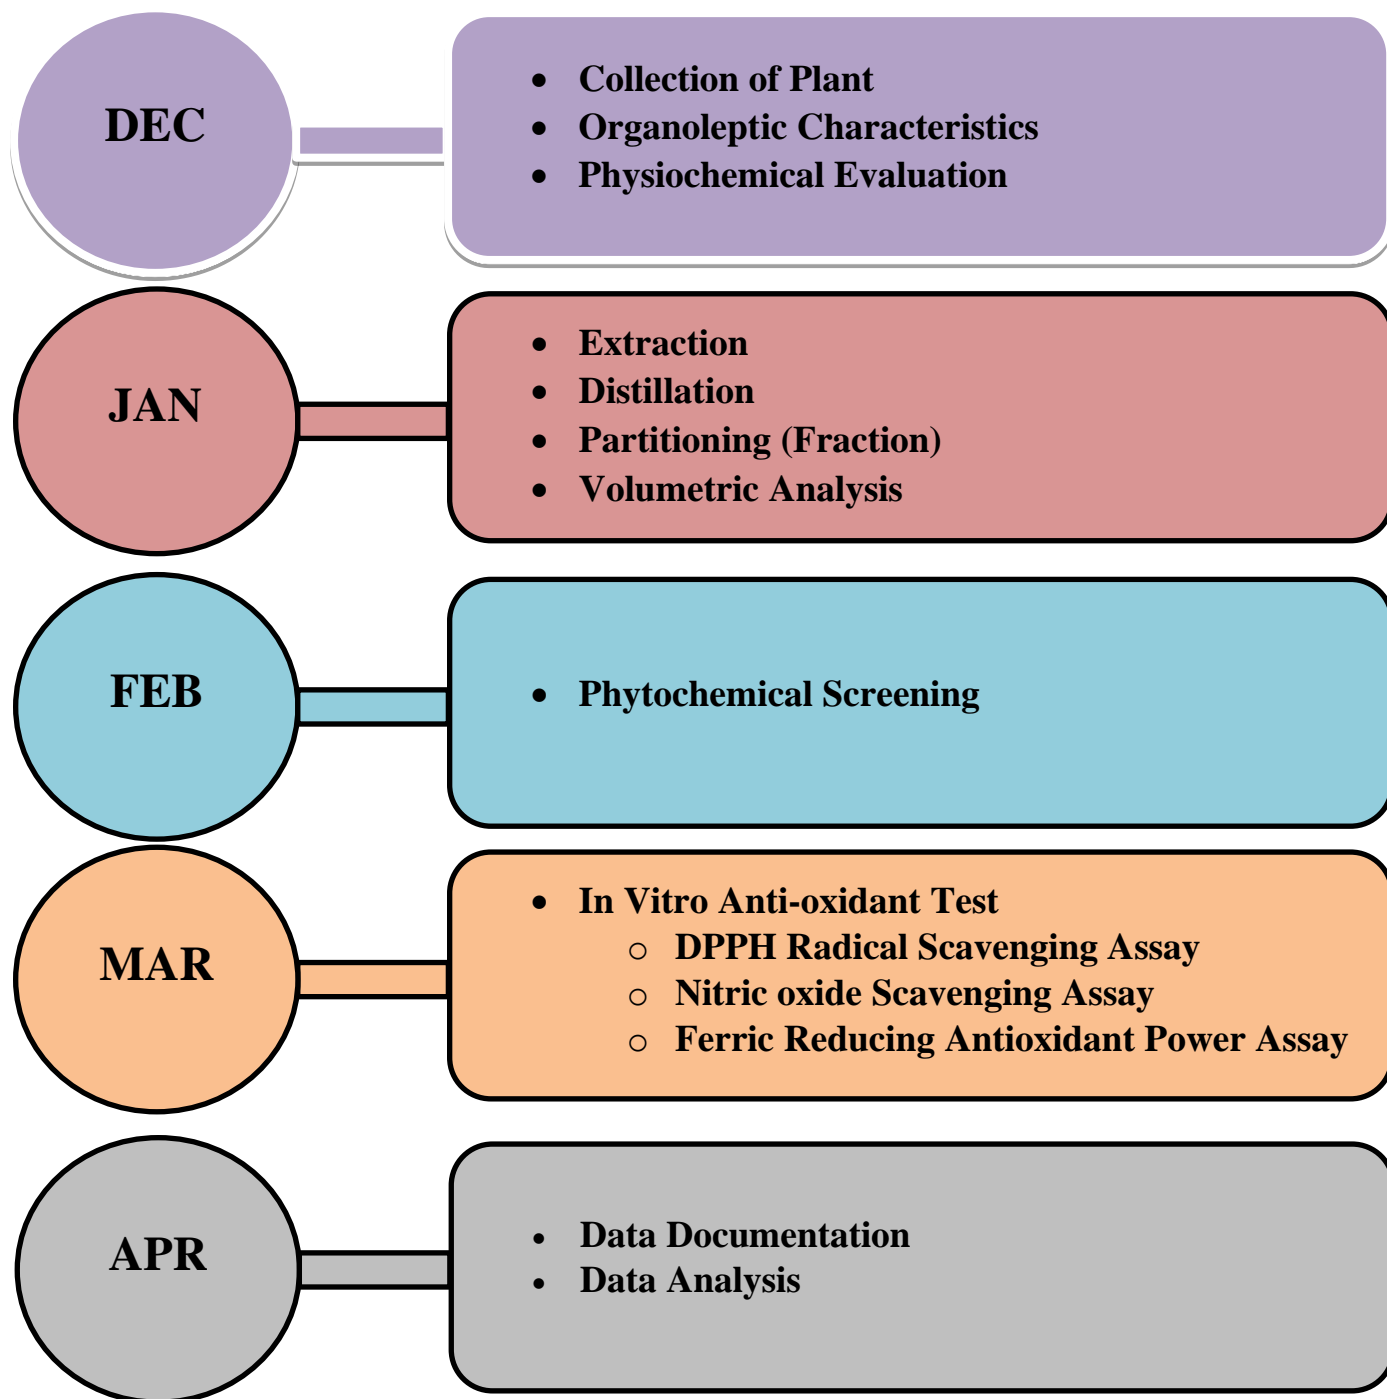 DEC
• Collection of Plant
• Organoleptic Characteristics
• Physiochemical Evaluation
JAN
• Extraction
• Distillation
• Partitioning (Fraction)
• Volumetric Analysis
FEB
• Phytochemical Screening
MAR
• In Vitro Anti-oxidant Test
o DPPH Radical Scavenging Assay
o Nitric oxide Scavenging Assay
o Ferric Reducing Antioxidant Power Assay
APR
• Data Documentation
• Data Analysis